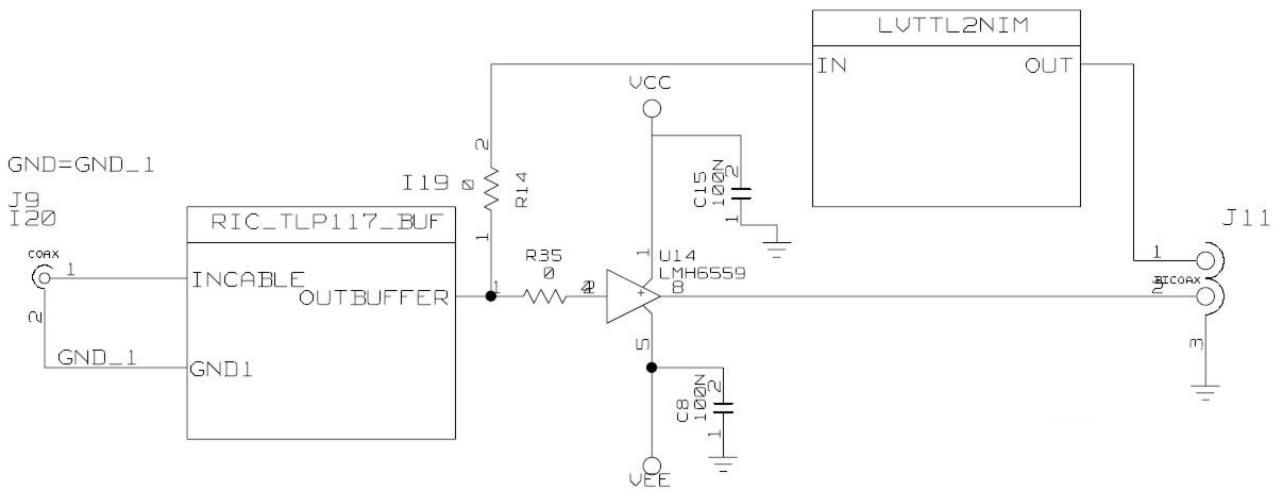 LVTTL2NIM
IN
OUT
VCC
2
GND=GND_1
I19
0
R14
C15
100N
2
1
J9
I20
RIC_TLP117_BUF
J11
1
R35
0
1
U14
LMH6559
COAX
1
INCABLE
OUTBUFFER
1
4
8
1
2
BICOAX
2
GND_1
GND1
5
3
C8
100N
2
1
VEE